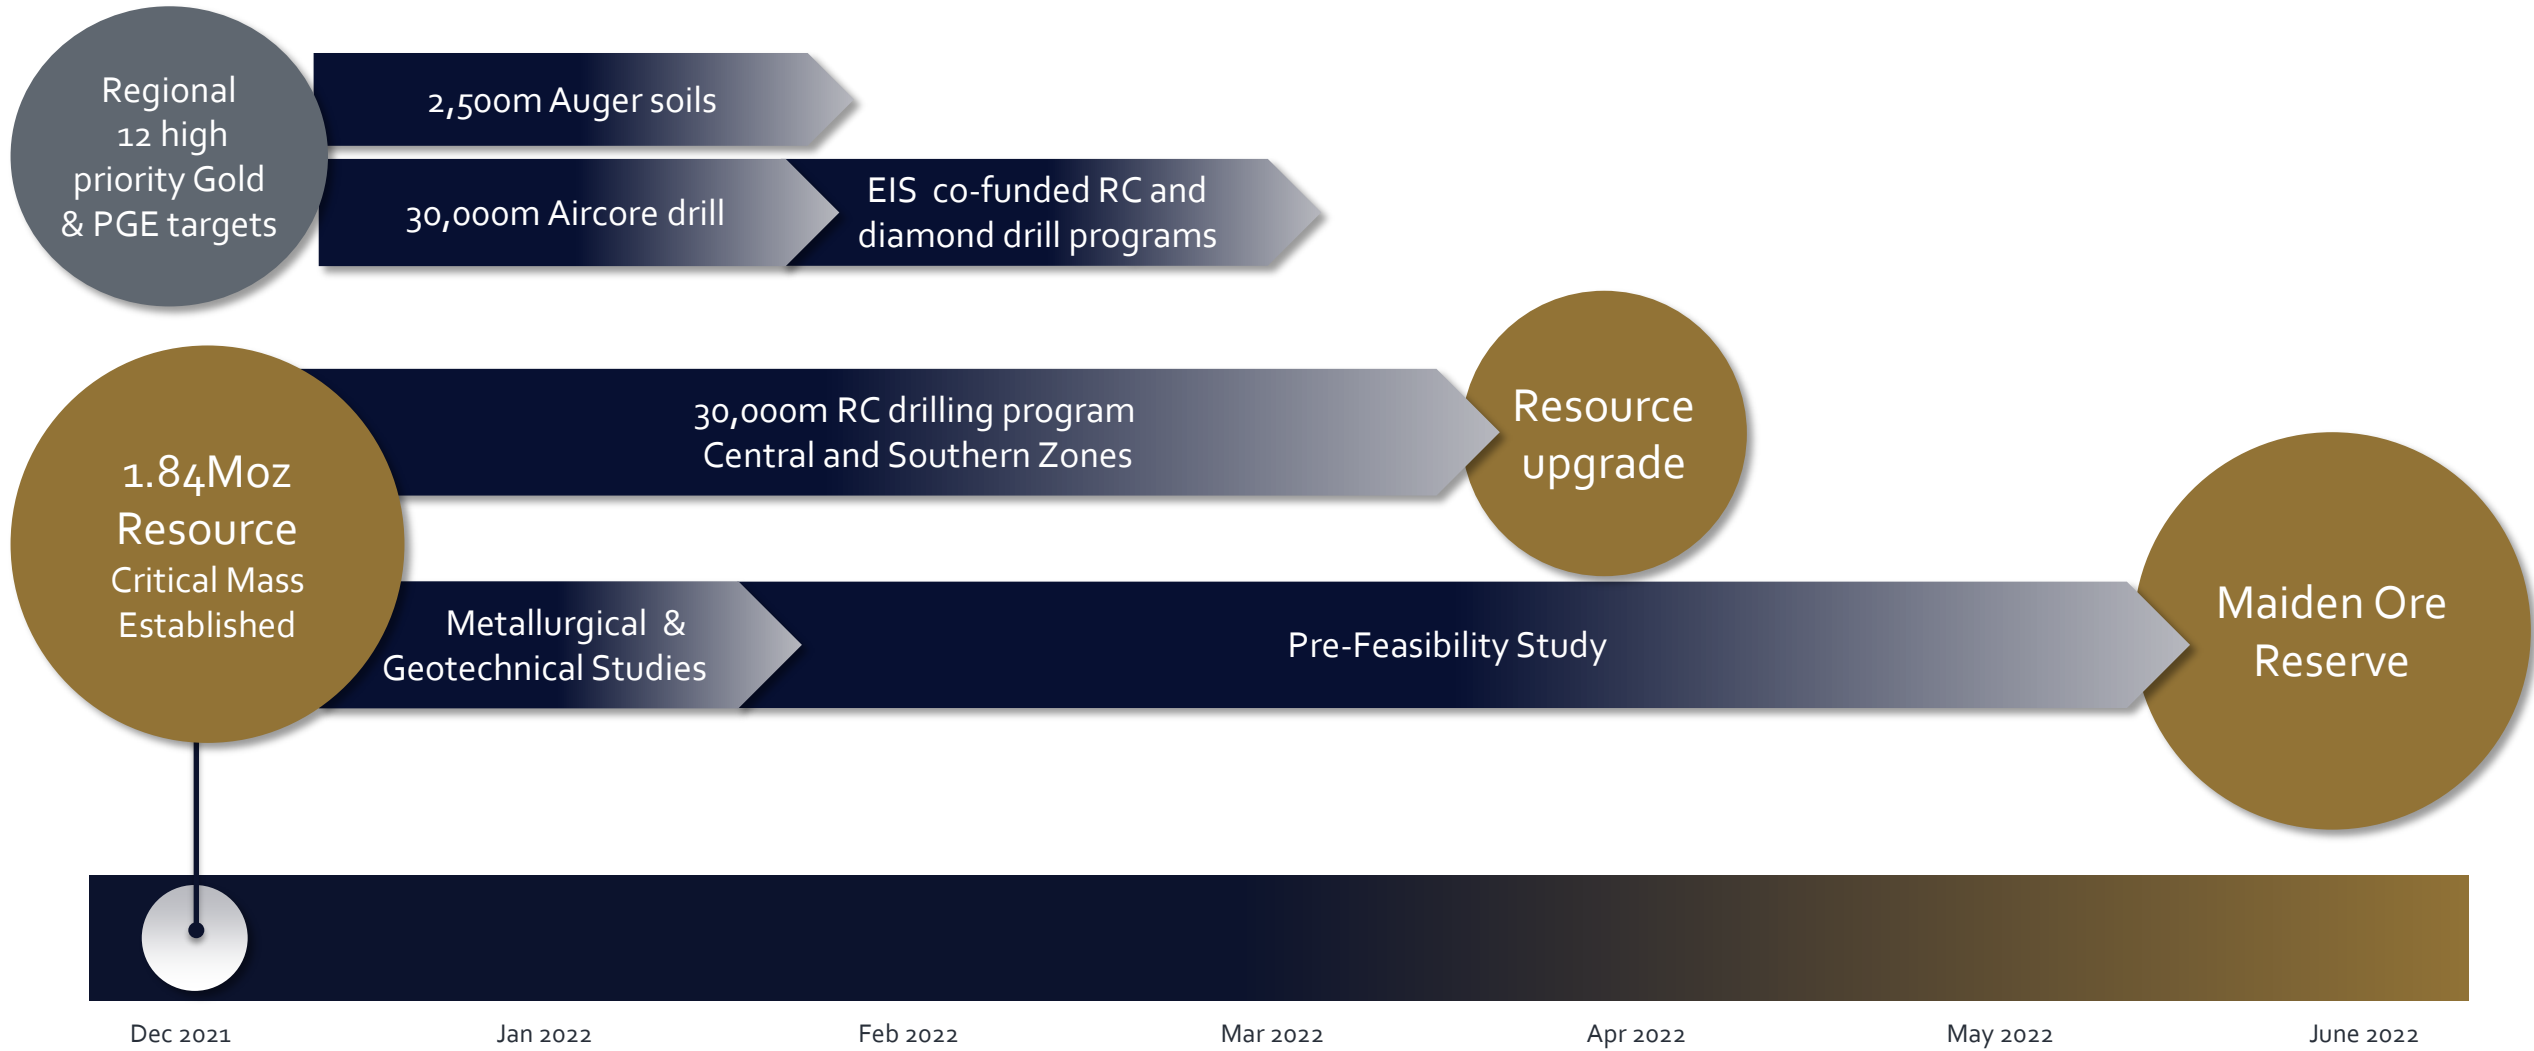 Regional
12 high
priority Gold
& PGE targets
2,500m Auger soils
30,000m Aircore drill
EIS co-funded RC and
diamond drill programs
1.84Moz
Resource
Critical Mass
Established
30,000m RC drilling program
Central and Southern Zones
Resource
upgrade
Metallurgical &
Geotechnical Studies
Pre-Feasibility Study
Maiden Ore
Reserve
Dec 2021
Jan 2022
Feb 2022
Mar 2022
Apr 2022
May 2022
June 2022